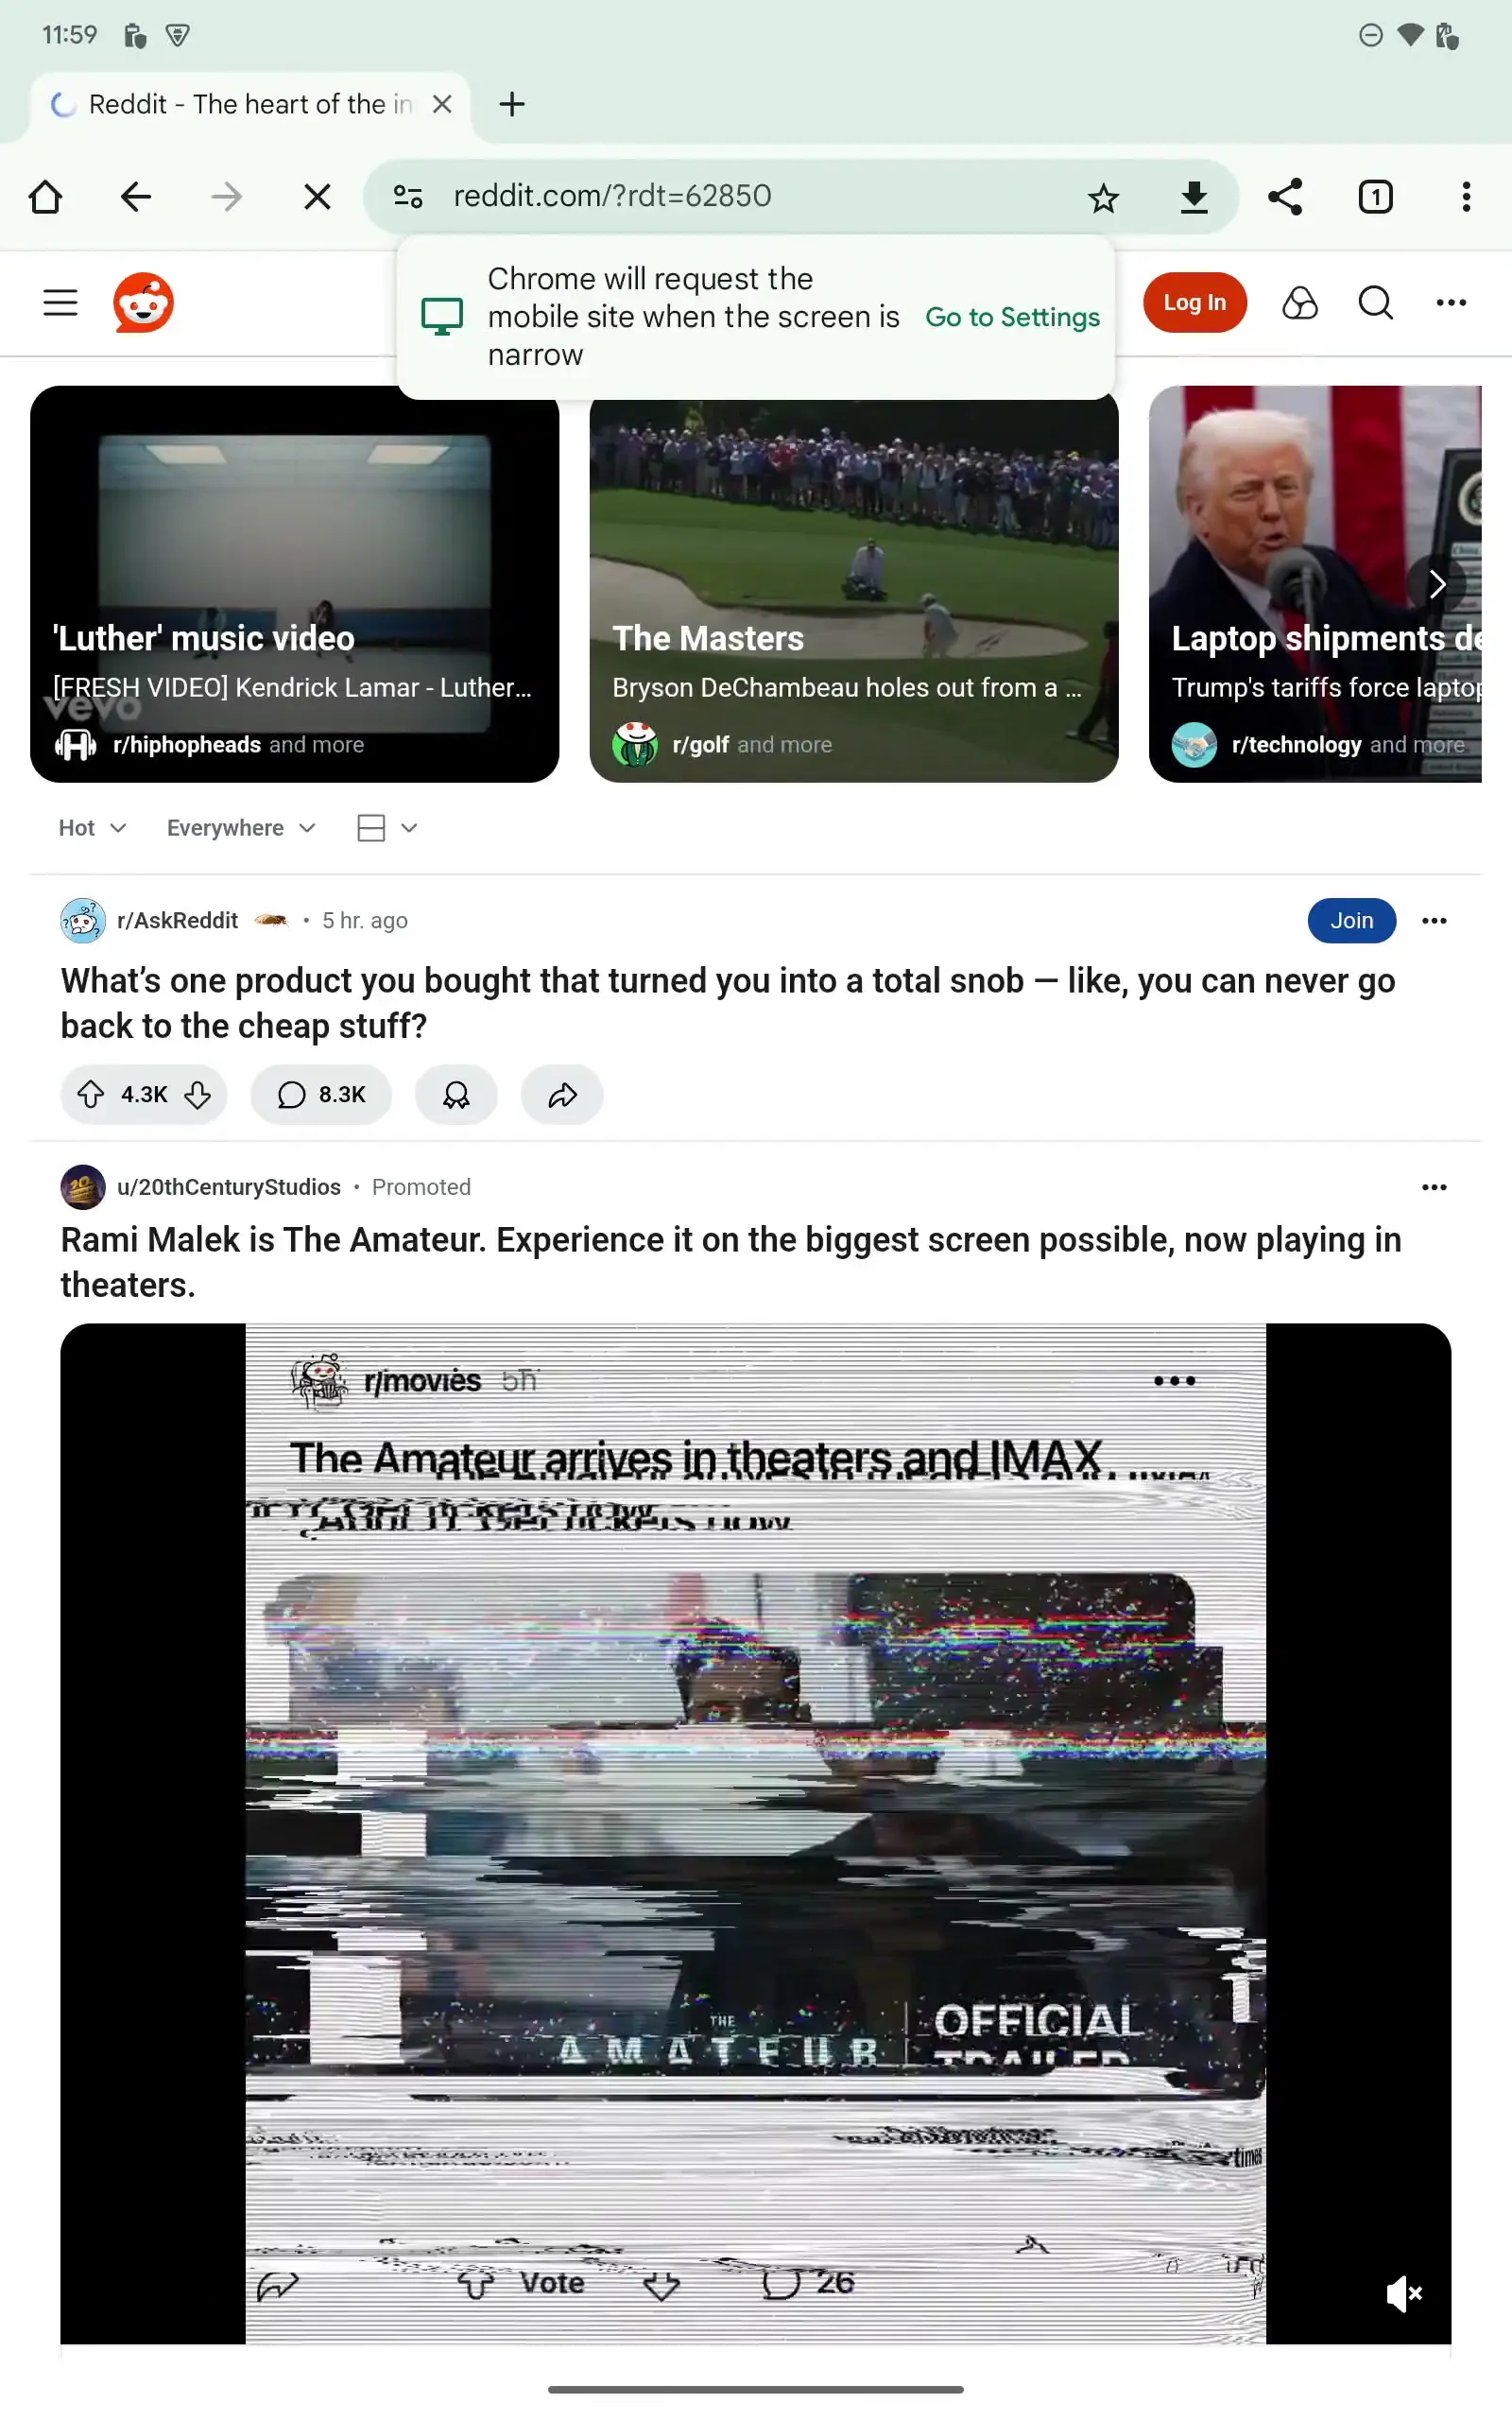 11:59
Reddit - The heart of the in
reddit.com/?rdt=62850
1
Chrome will request the
mobile site when the screen is
narrow
Go to Settings
Log In
'Luther' music video
[FRESH VIDEO] Kendrick Lamar - Luther...
vevo
r/hiphopheads and more
The Masters
Bryson DeChambeau holes out from a ...
r/golf and more
Laptop shipments de
Trump's tariffs force laptop
r/technology and more
Hot
Everywhere
r/AskReddit • 5 hr. ago
Join
What’s one product you bought that turned you into a total snob — like, you can never go
back to the cheap stuff?
4.3K
8.3K
u/20thCenturyStudios • Promoted
Rami Malek is The Amateur. Experience it on the biggest screen possible, now playing in
theaters.
r/movies 5h
The Amateur arrives in theaters and IMAX
now
THE
AMATEUR
OFFICIAL
TRAILER
times
Vote
26